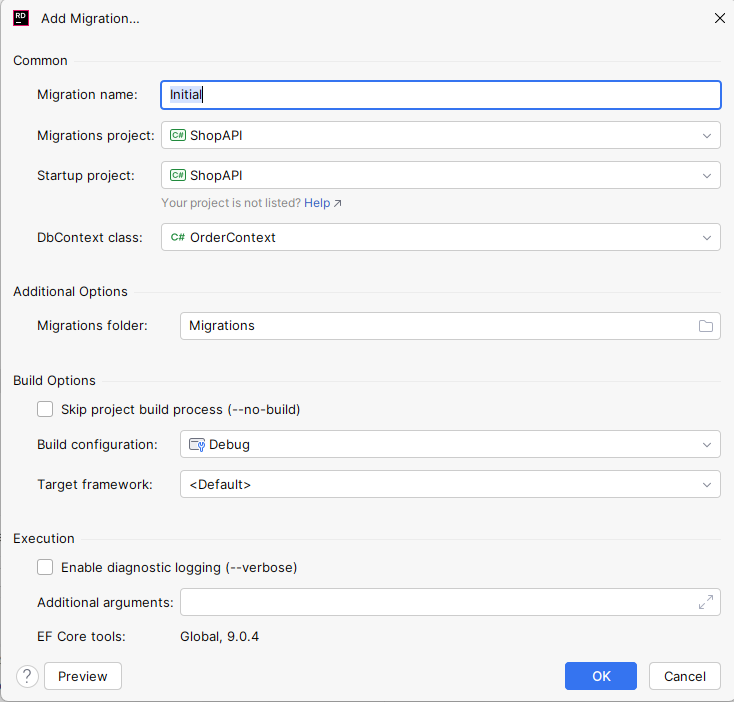 RD Add Migration...
Common
Migration name: Initial
Migrations project: C# ShopAPI
Startup project: C# ShopAPI
Your project is not listed? Help ↗
DbContext class: C# OrderContext
Additional Options
Migrations folder: Migrations
Build Options
Skip project build process (--no-build)
Build configuration: Debug
Target framework: <Default>
Execution
Enable diagnostic logging (--verbose)
Additional arguments:
EF Core tools: Global, 9.0.4
? Preview OK Cancel